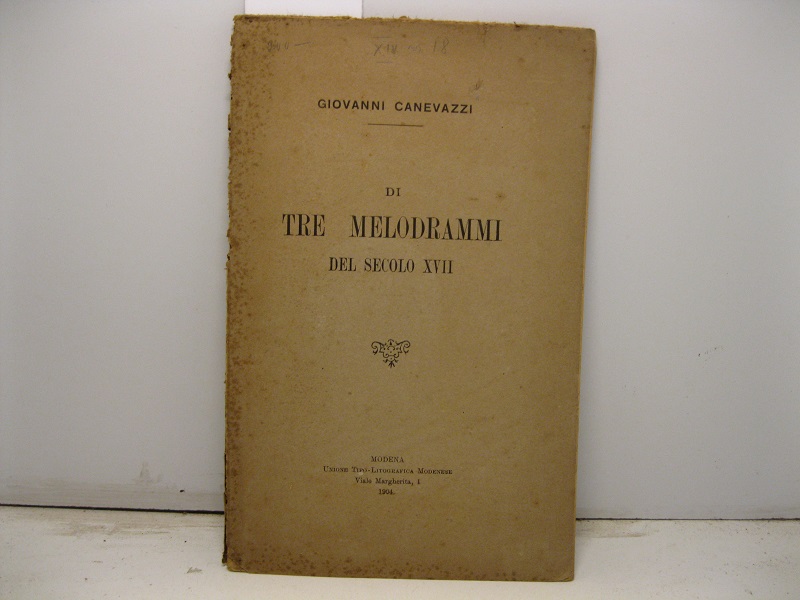 GIOVANNI CANEVAZZI
DI
TRE MELODRAMMI
DEL SECOLO XVII
MODENA
UNIONE TIPO-LITOGRAFICA MODENESE
Viale Margherita, 1
1904.